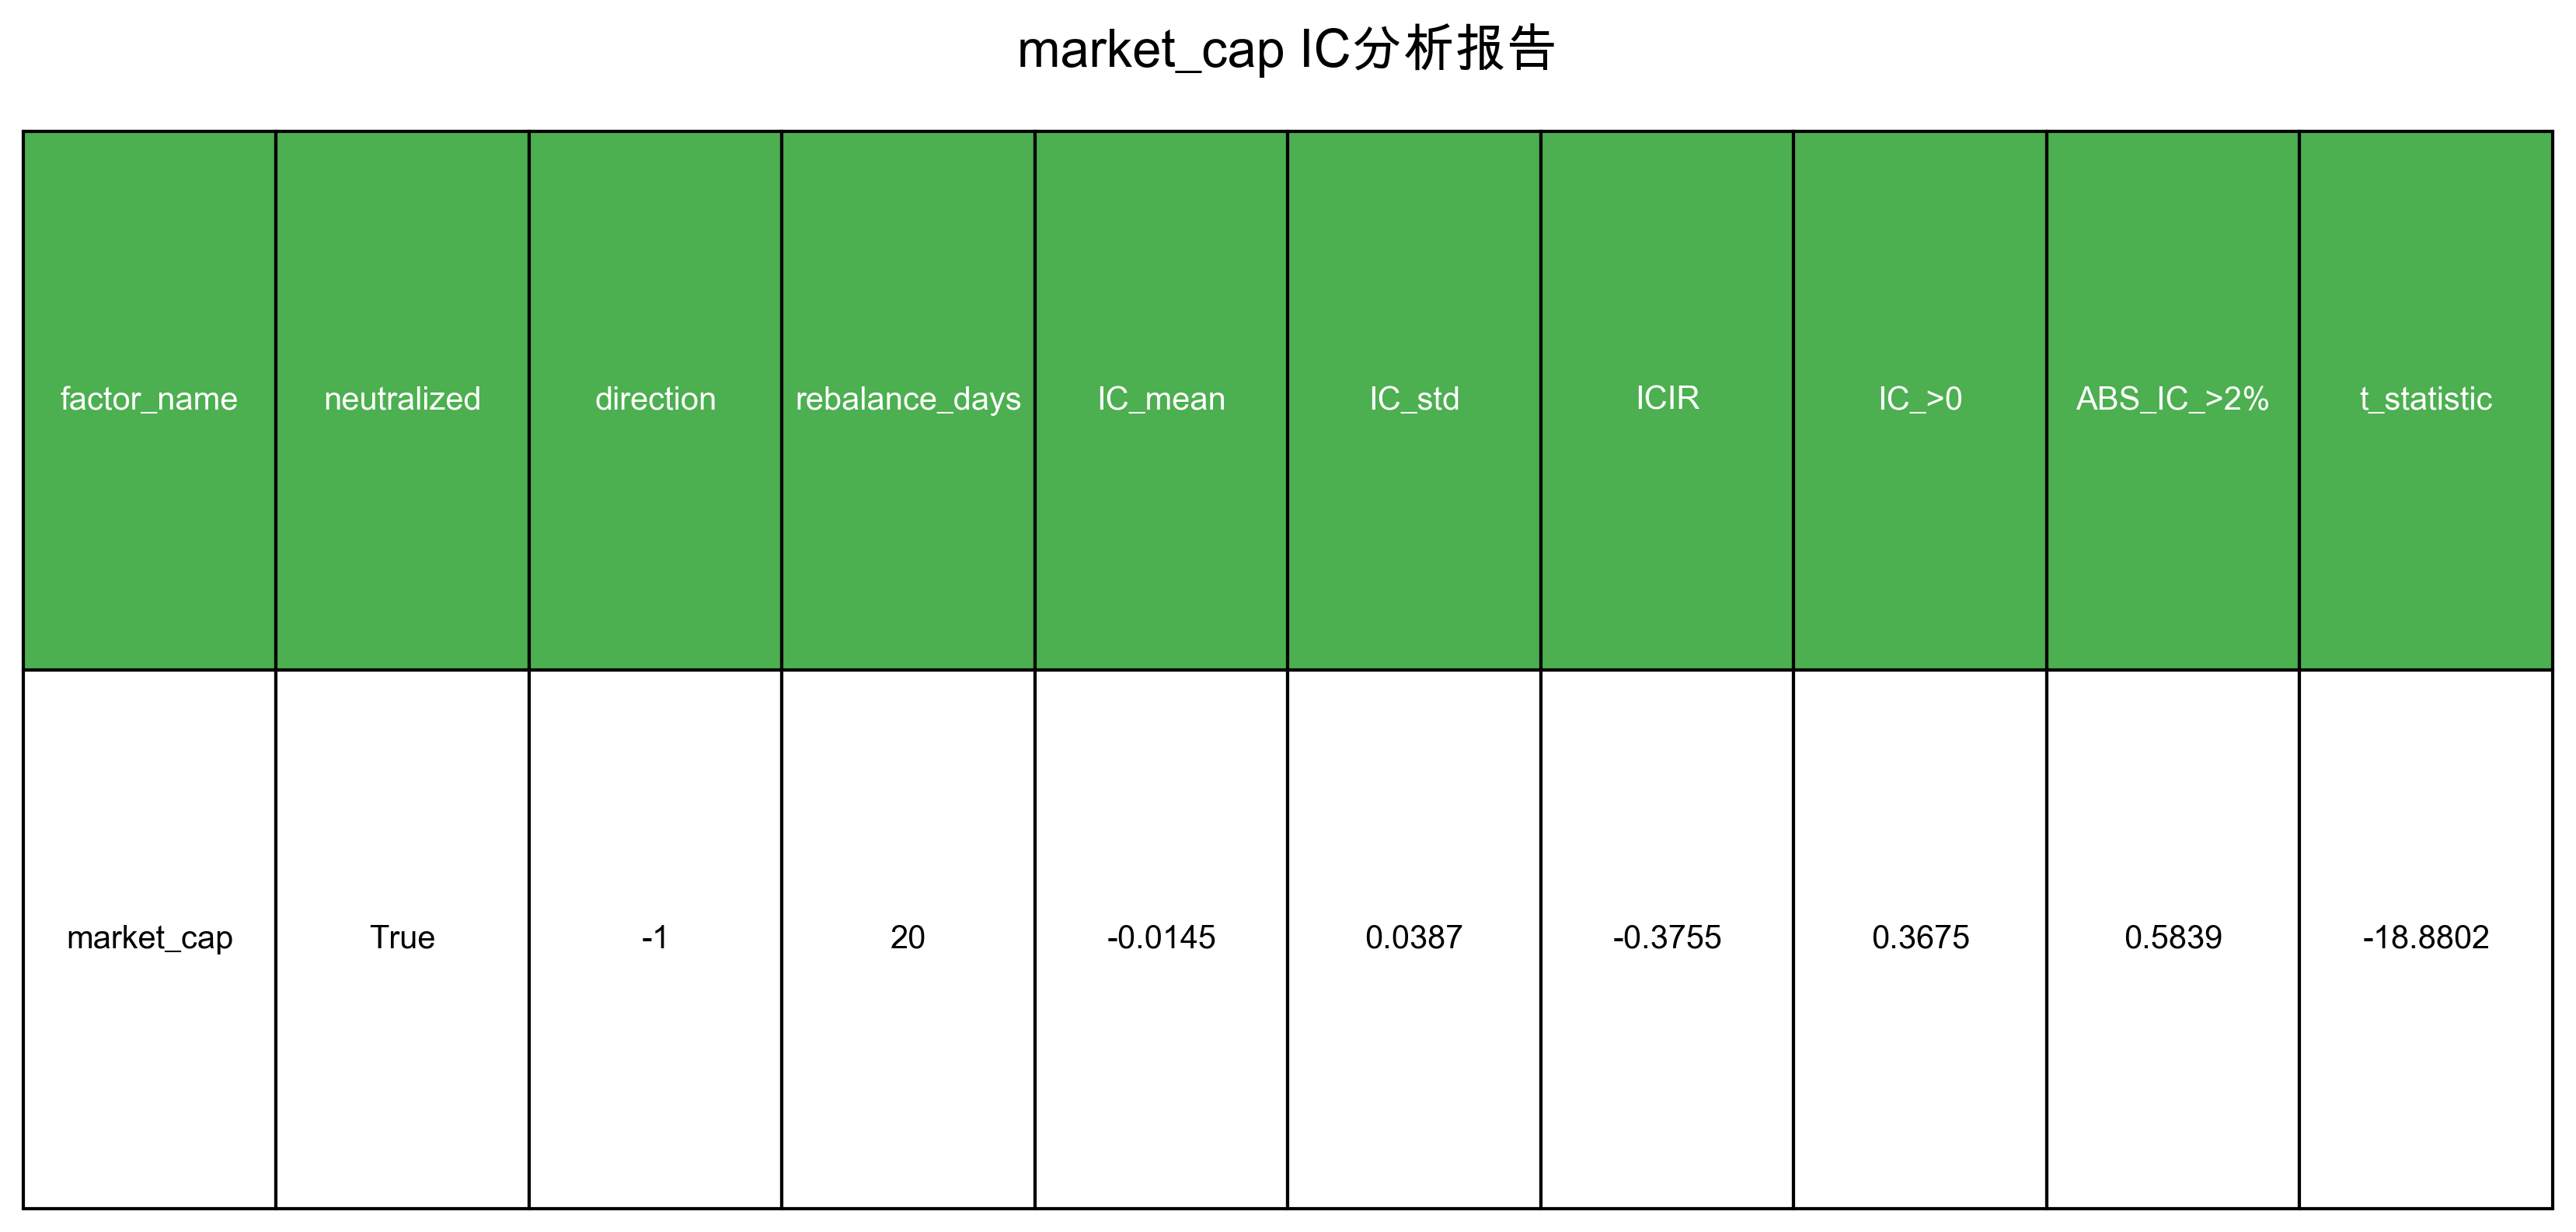 market_cap IC分析报告
factor_name neutralized direction rebalance_days IC_mean IC_std ICIR IC_>0 ABS_IC_>2% t_statistic
market_cap True -1 20 -0.0145 0.0387 -0.3755 0.3675 0.5839 -18.8802